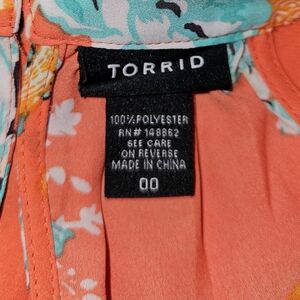 TORRID
100% POLYESTER
RN# 148862
SEE CARE
ON REVERSE
MADE IN CHINA
00